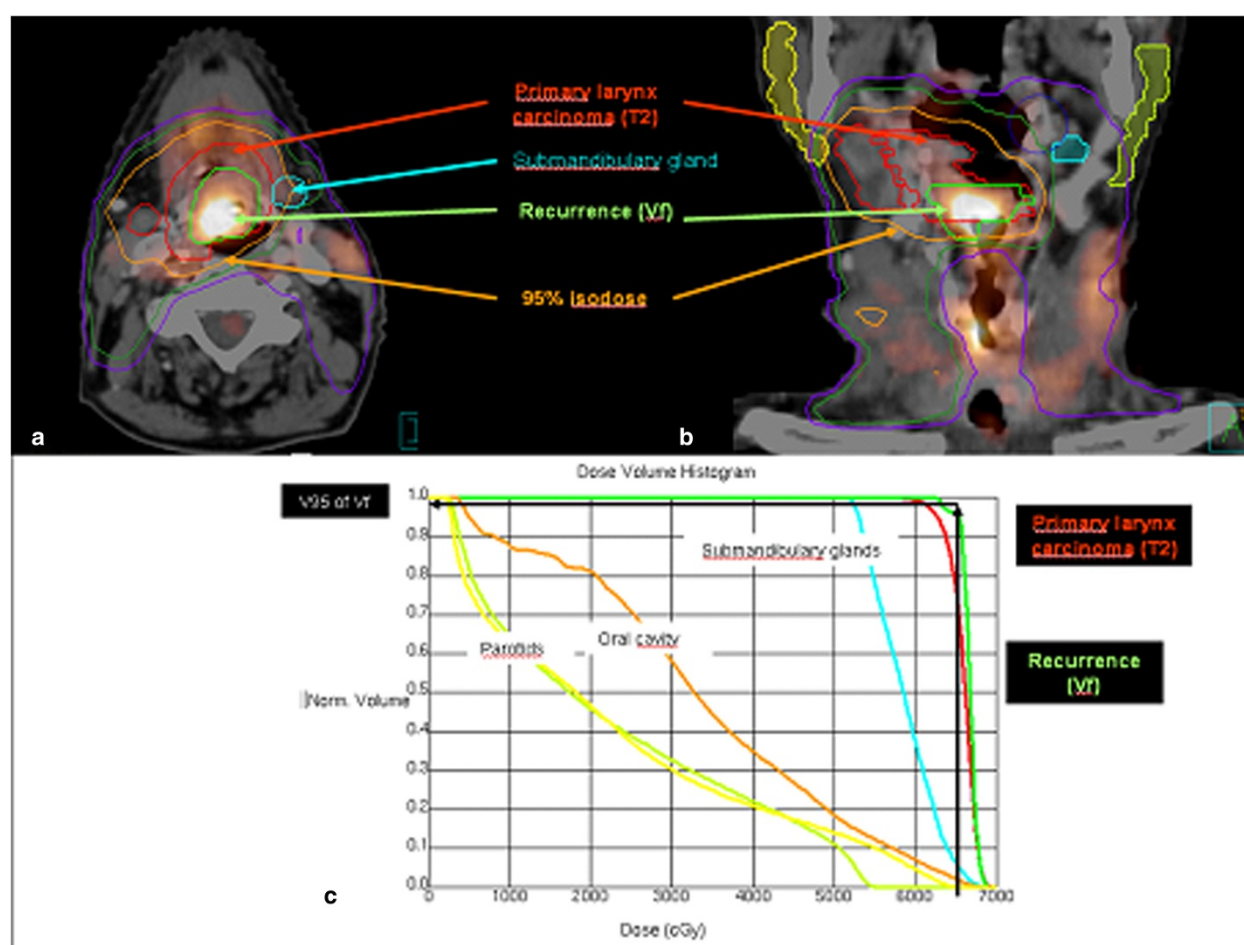 Primary larynx
carcinoma (T2)
Submandibulary gland
Recurrence (Vf)
95% isodose
a
b
Dose Volume Histogram
V95 of Vf
1.0
0.9
0.8
0.7
0.6
0.5
0.4
0.3
0.2
0.1
0.0
Norm. Volume
Submandibulary glands
Parotids
Oral cavity
0 1000 2000 3000 4000 5000 6000 7000
Dose (cGy)
c
Primary larynx
carcinoma (T2)
Recurrence
(Vf)